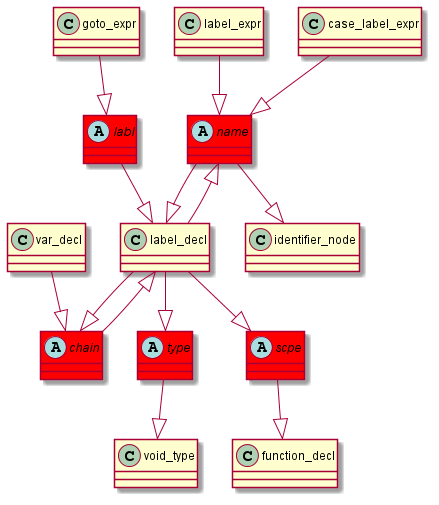 C goto_expr
C label_expr
C case_label_expr
A labl
A name
C var_decl
C label_decl
C identifier_node
A chain
A type
A scpe
C void_type
C function_decl